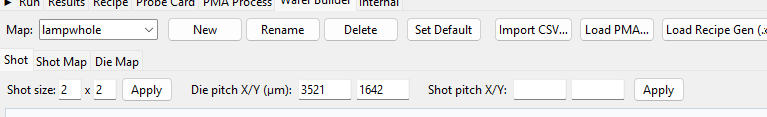 Run Results Recipe Probe Card PMA Process Wafer Builder Internal
Map: lampwhole New Rename Delete Set Default Import CSV... Load PMA... Load Recipe Gen (.x
Shot Shot Map Die Map
Shot size: 2 x 2 Apply Die pitch X/Y (µm): 3521 1642 Shot pitch X/Y: Apply